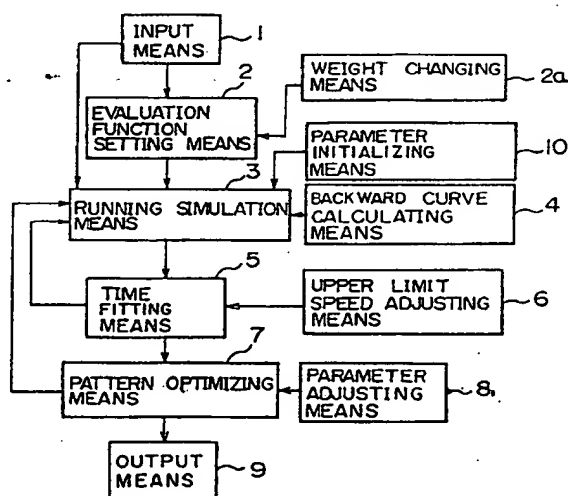 INPUT
MEANS
1
2
EVALUATION
FUNCTION
SETTING MEANS
WEIGHT CHANGING
MEANS
2a
PARAMETER
INITIALIZING
MEANS
10
3
RUNNING SIMULATION
MEANS
BACKWARD CURVE
CALCULATING
MEANS
4
5
TIME
FITTING
MEANS
UPPER LIMIT
SPEED ADJUSTING
MEANS
6
7
PATTERN OPTIMIZING
MEANS
PARAMETER
ADJUSTING
MEANS
8
OUTPUT
MEANS
9